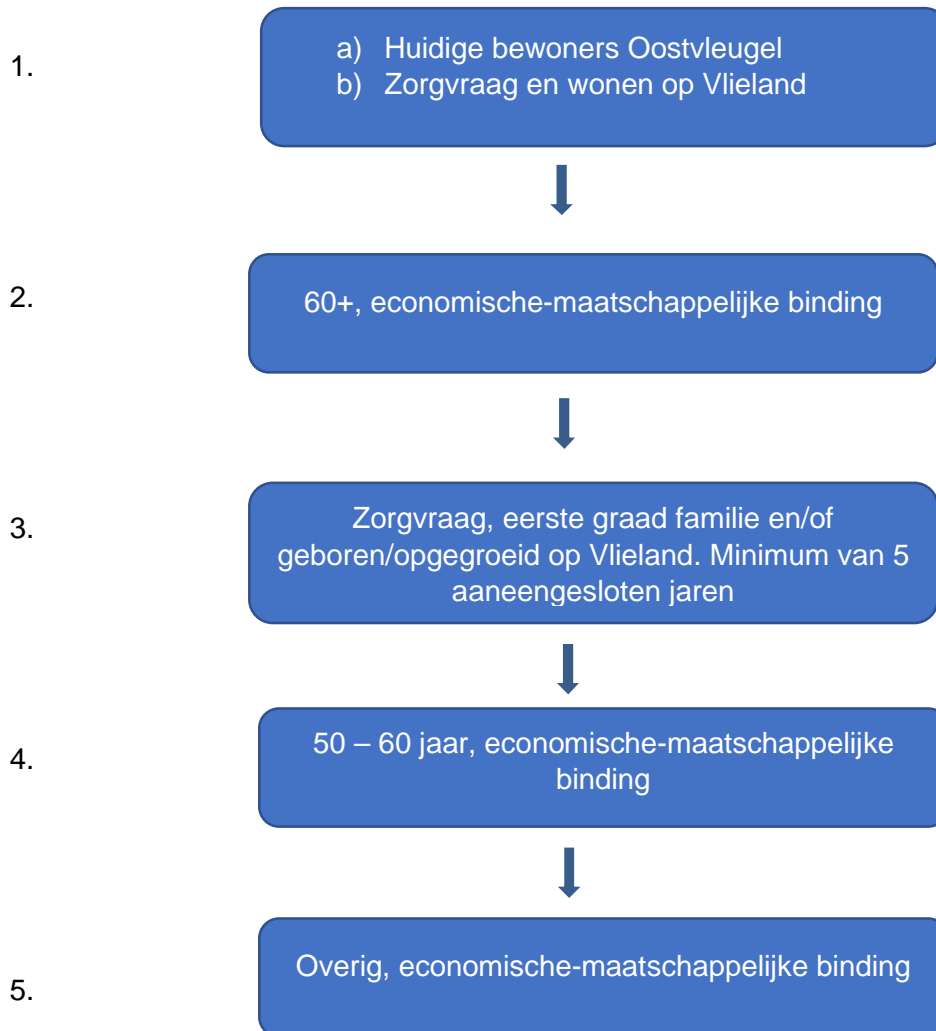 1.
a) Huidige bewoners Oostvleugel
b) Zorgvraag en wonen op Vlieland
2.
60+, economische-maatschappelijke binding
3.
Zorgvraag, eerste graad familie en/of
geboren/opgegroeid op Vlieland. Minimum van 5
aaneengesloten jaren
4.
50 – 60 jaar, economische-maatschappelijke
binding
5.
Overig, economische-maatschappelijke binding